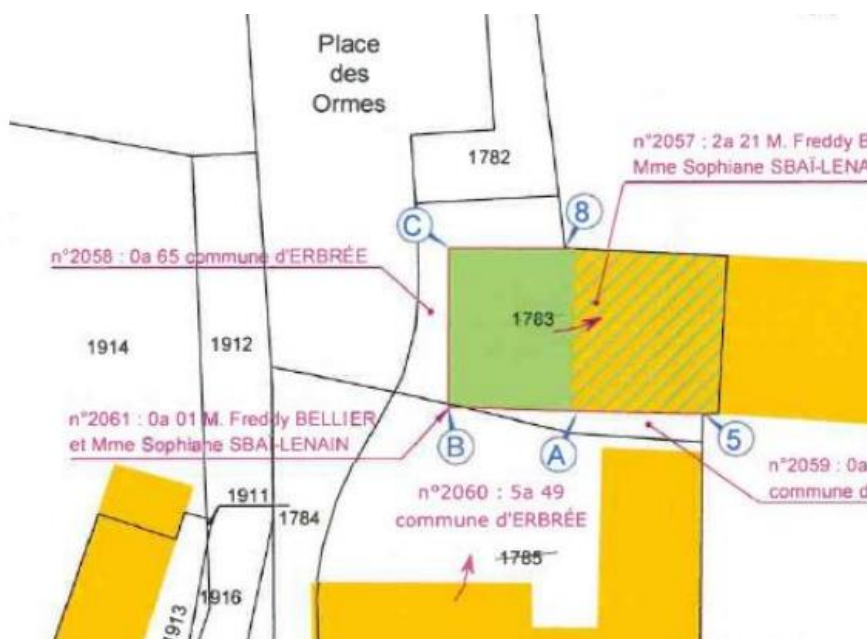 Place
des
Ormes
1782
n°2057 : 2a 21 M. Freddy B
Mme Sophiane SBAÏ-LENA
C
8
n°2058 : 0a 65 commune d'ERBRÉE
1783
1914
1912
n°2061 : 0a 01 M. Freddy BELLIER
et Mme Sophiane SBAÏ-LENAIN
B
A
5
n°2059 : 0a
commune d
n°2060 : 5a 49
commune d'ERBRÉE
1911
1784
1785
1916
1913